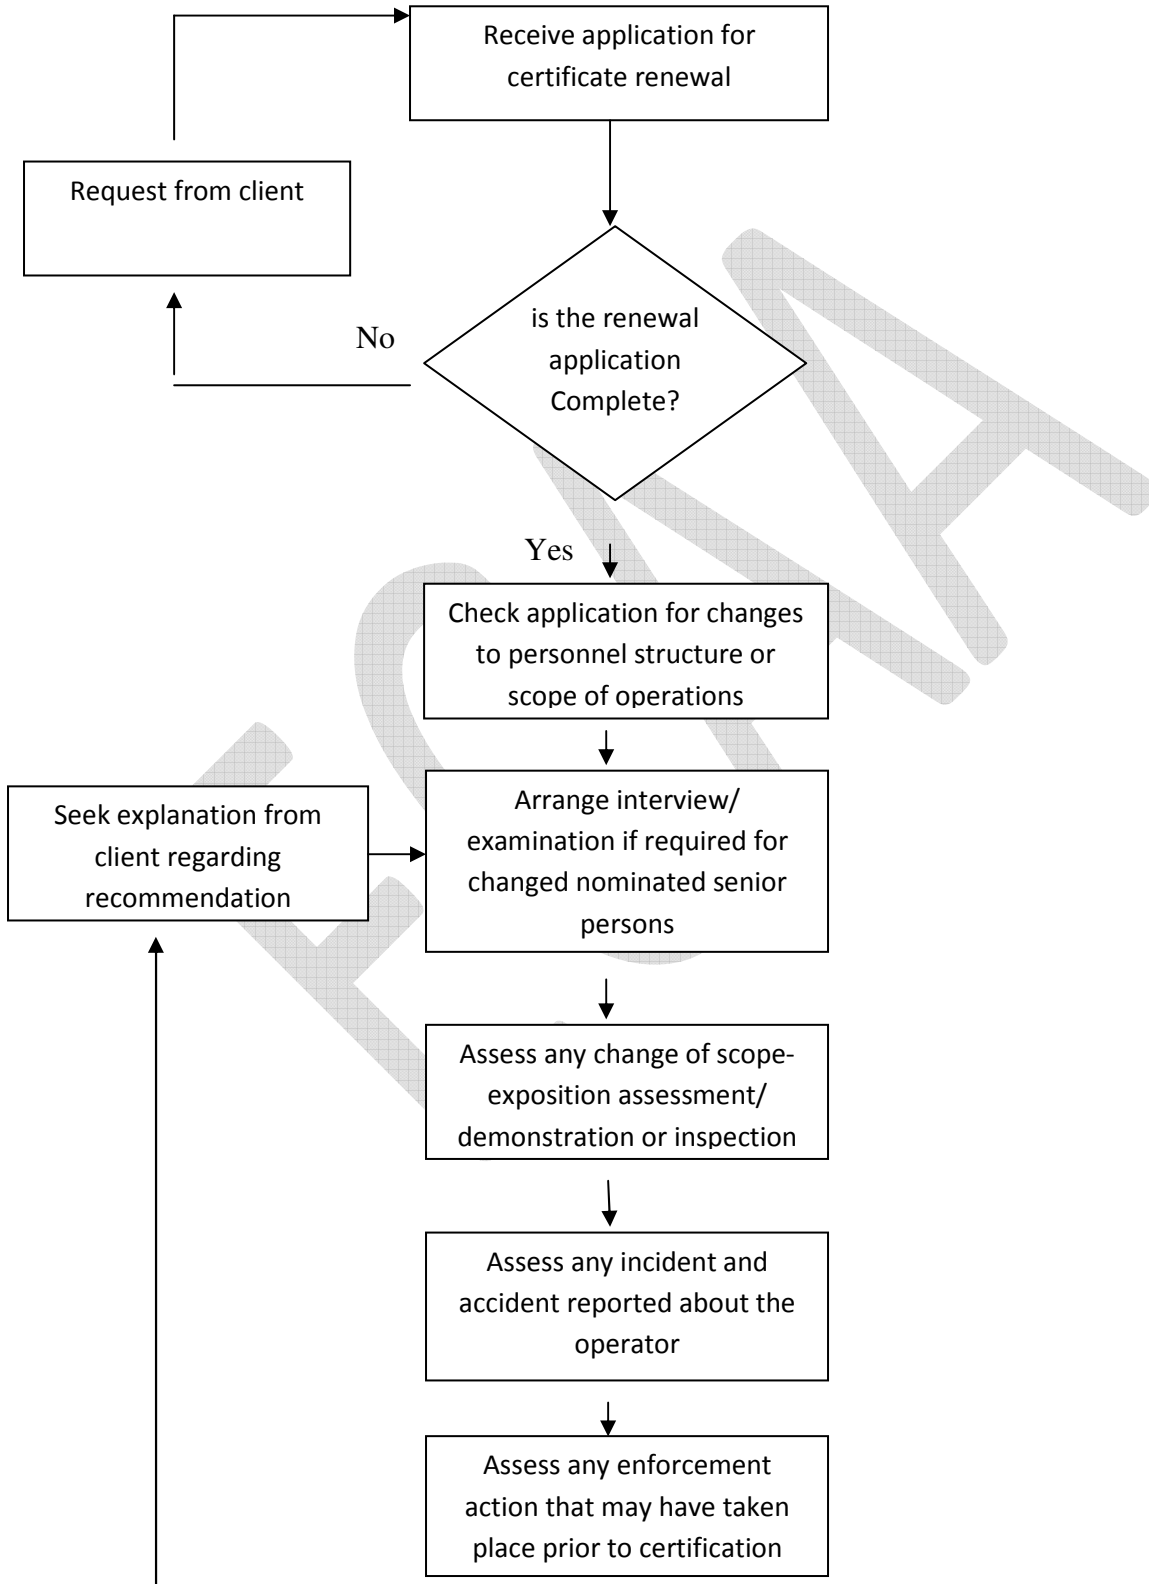 Receive application for
certificate renewal
Request from client
is the renewal
application
Complete?
No
Yes
Check application for changes
to personnel structure or
scope of operations
Seek explanation from
client regarding
recommendation
Arrange interview/
examination if required for
changed nominated senior
persons
Assess any change of scope-
exposition assessment/
demonstration or inspection
Assess any incident and
accident reported about the
operator
Assess any enforcement
action that may have taken
place prior to certification